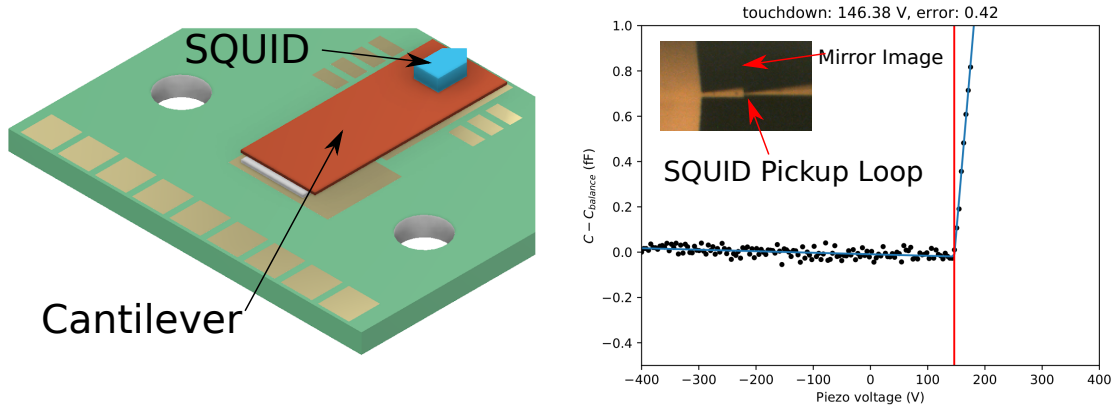 SQUID
Cantilever
touchdown: 146.38 V, error: 0.42
Mirror Image
SQUID Pickup Loop
C − C_balance (fF)
1.0
0.8
0.6
0.4
0.2
0.0
−0.2
−0.4
−400
−300
−200
−100
0
100
200
300
400
Piezo voltage (V)